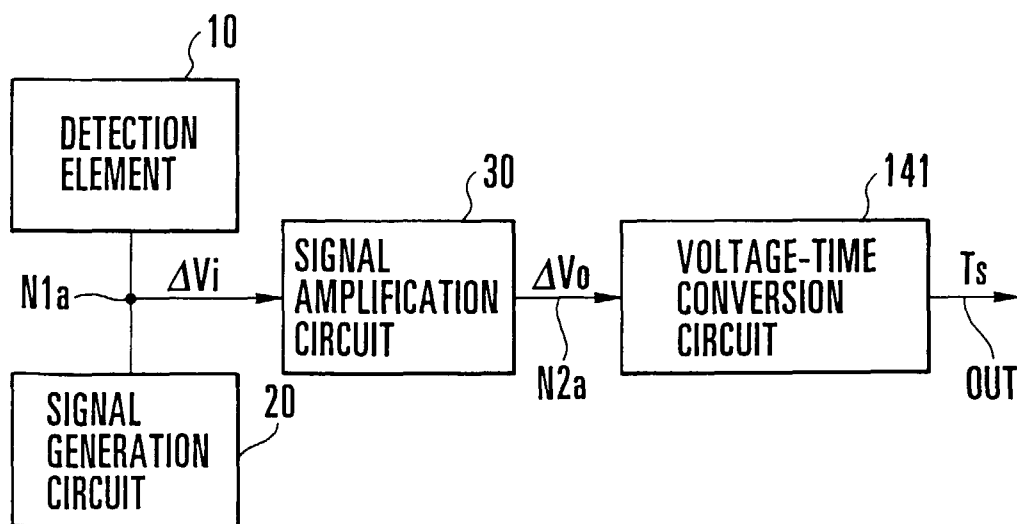 10
DETECTION
ELEMENT
N1a
ΔVi
30
SIGNAL
AMPLIFICATION
CIRCUIT
ΔVo
N2a
141
VOLTAGE-TIME
CONVERSION
CIRCUIT
Ts
OUT
20
SIGNAL
GENERATION
CIRCUIT